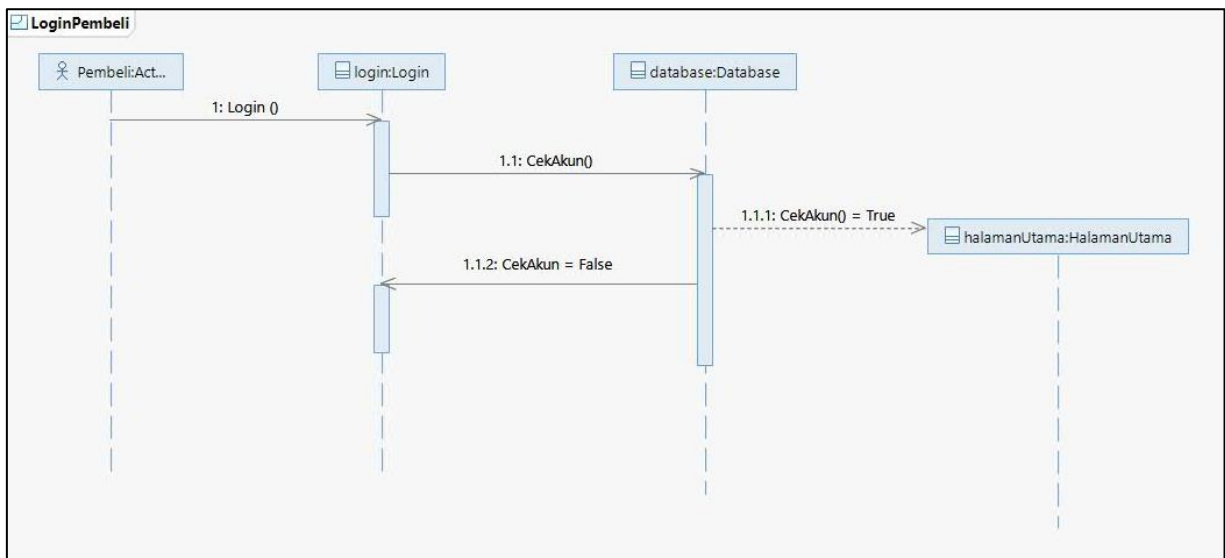 LoginPembeli
Pembeli:Act...
login:Login
database:Database
1: Login ()
1.1: CekAkun()
1.1.1: CekAkun() = True
halamanUtama:HalamanUtama
1.1.2: CekAkun = False